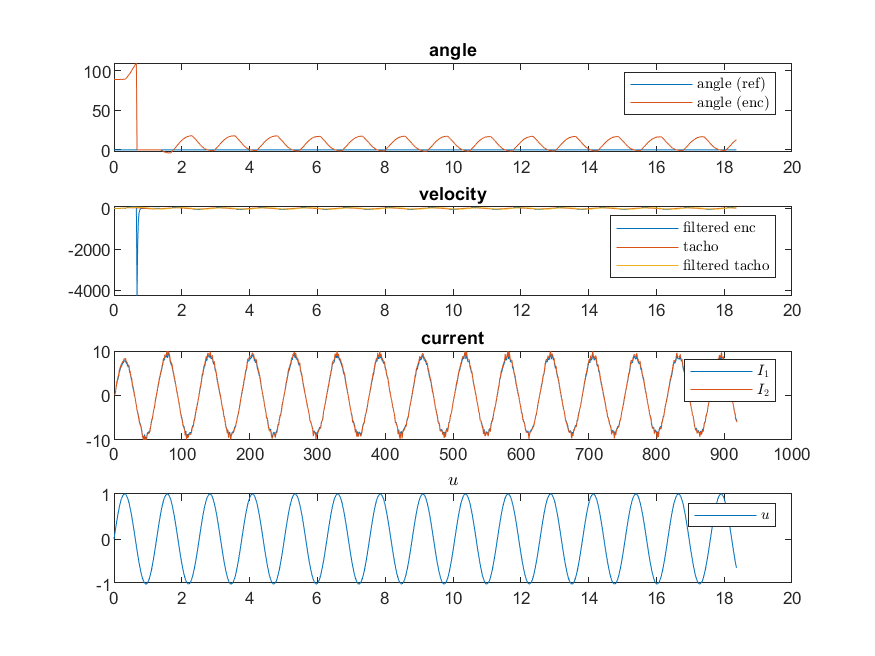 angle
100
50
0
angle (ref)
angle (enc)
0 2 4 6 8 10 12 14 16 18 20
velocity
0
-2000
-4000
filtered enc
tacho
filtered tacho
0 2 4 6 8 10 12 14 16 18 20
current
10
0
-10
I1
I2
0 100 200 300 400 500 600 700 800 900 1000
u
1
0
-1
u
0 2 4 6 8 10 12 14 16 18 20